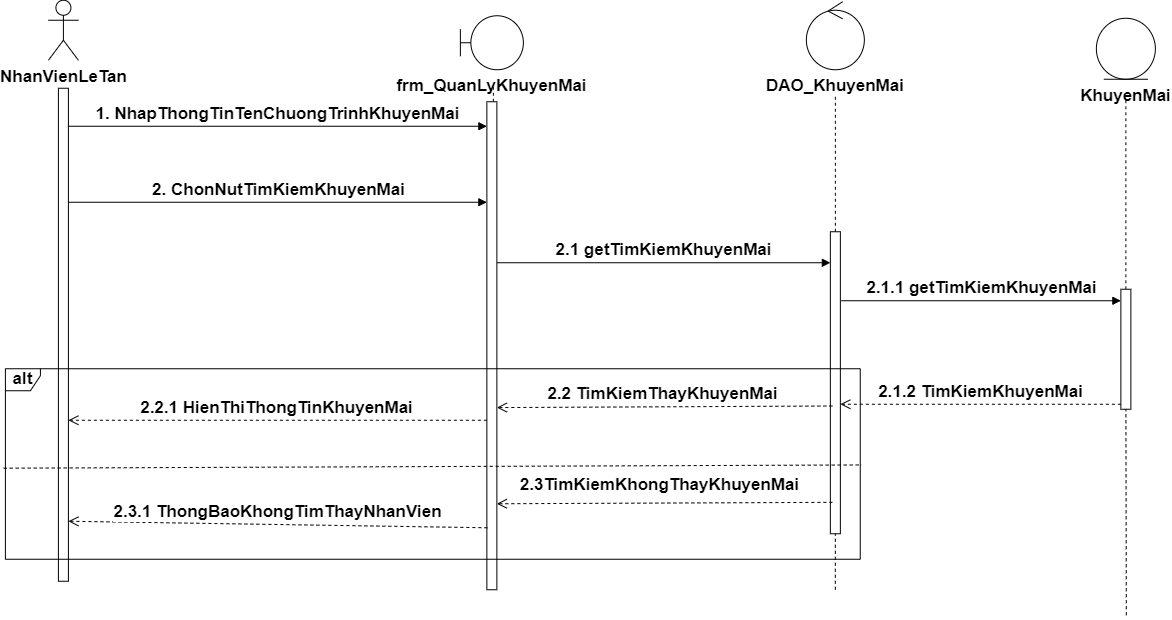 NhanVienLeTan
frm_QuanLyKhuyenMai
DAO_KhuyenMai
KhuyenMai
1. NhapThongTinTenChuongTrinhKhuyenMai
2. ChonNutTimKiemKhuyenMai
2.1 getTimKiemKhuyenMai
2.1.1 getTimKiemKhuyenMai
alt
2.1.2 TimKiemKhuyenMai
2.2 TimKiemThayKhuyenMai
2.2.1 HienThiThongTinKhuyenMai
2.3TimKiemKhongThayKhuyenMai
2.3.1 ThongBaoKhongTimThayNhanVien